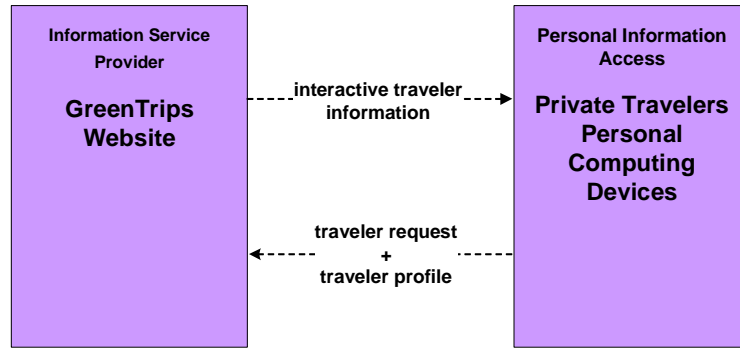 Information Service
Provider
GreenTrips
Website
interactive traveler
information
traveler request
+
traveler profile
Personal Information
Access
Private Travelers
Personal
Computing
Devices